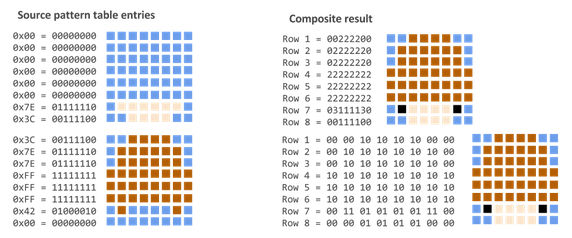 Source pattern table entries
0x00 = 00000000
0x00 = 00000000
0x00 = 00000000
0x00 = 00000000
0x00 = 00000000
0x00 = 00000000
0x7E = 01111110
0x3C = 00111100
0x3C = 00111100
0x7E = 01111110
0x7E = 01111110
0xFF = 11111111
0xFF = 11111111
0xFF = 11111111
0x42 = 01000010
0x00 = 00000000
Composite result
Row 1 = 00222200
Row 2 = 02222220
Row 3 = 02222220
Row 4 = 22222222
Row 5 = 22222222
Row 6 = 22222222
Row 7 = 03111130
Row 8 = 00111100
Row 1 = 00 00 10 10 10 10 00 00
Row 2 = 00 10 10 10 10 10 10 00
Row 3 = 00 10 10 10 10 10 10 00
Row 4 = 10 10 10 10 10 10 10 10
Row 5 = 10 10 10 10 10 10 10 10
Row 6 = 10 10 10 10 10 10 10 10
Row 7 = 00 11 01 01 01 01 11 00
Row 8 = 00 00 01 01 01 01 00 00